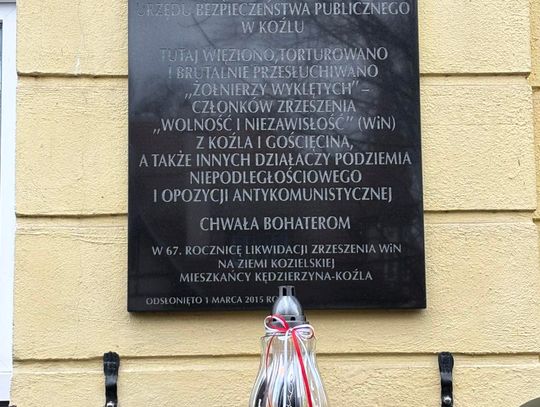 URZĘDU BEZPIECZEŃSTWA PUBLICZNEGO
W KOŹLU
TUTAJ WIĘZIONO, TORTUROWANO
I BRUTALNIE PRZESŁUCHIWANO
„ŻOŁNIERZY WYKLĘTYCH” –
CZŁONKÓW ZRZESZENIA
„WOLNOŚĆ I NIEZAWISŁOŚĆ” (WiN)
Z KOŹLA I GOŚCIĘCINA,
A TAKŻE INNYCH DZIAŁACZY PODZIEMIA
NIEPODLEGŁOŚCIOWEGO
I OPOZYCJI ANTYKOMUNISTYCZNEJ
CHWAŁA BOHATEROM
W 67. ROCZNICĘ LIKWIDACJI ZRZESZENIA WiN
NA ZIEMI KOZIELSKIEJ
MIESZKAŃCY KĘDZIERZYNA-KOŹLA
ODSŁONIĘTO 1 MARCA 2015 RO